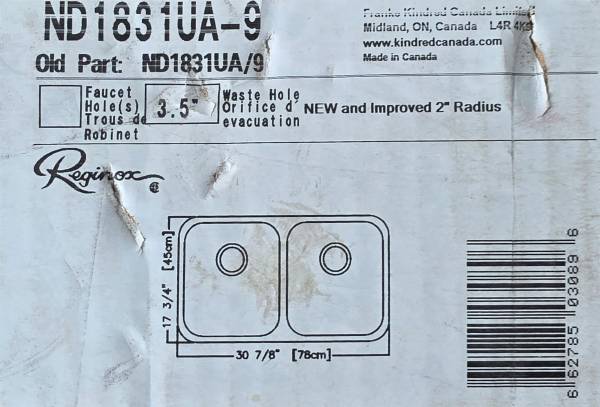 ND1831UA-9
Old Part: ND1831UA/9
Franke Kindred Canada Limited
Midland, ON, Canada L4R
www.kindredcanada.com
Made in Canada
Faucet
Hole(s)
Trous de
Robinet
3.5"
Waste Hole
Orifice d'
evacuation
NEW and Improved 2" Radius
Reginox
17 3/4" [45cm]
30 7/8" [78cm]
6 62785 03089 6